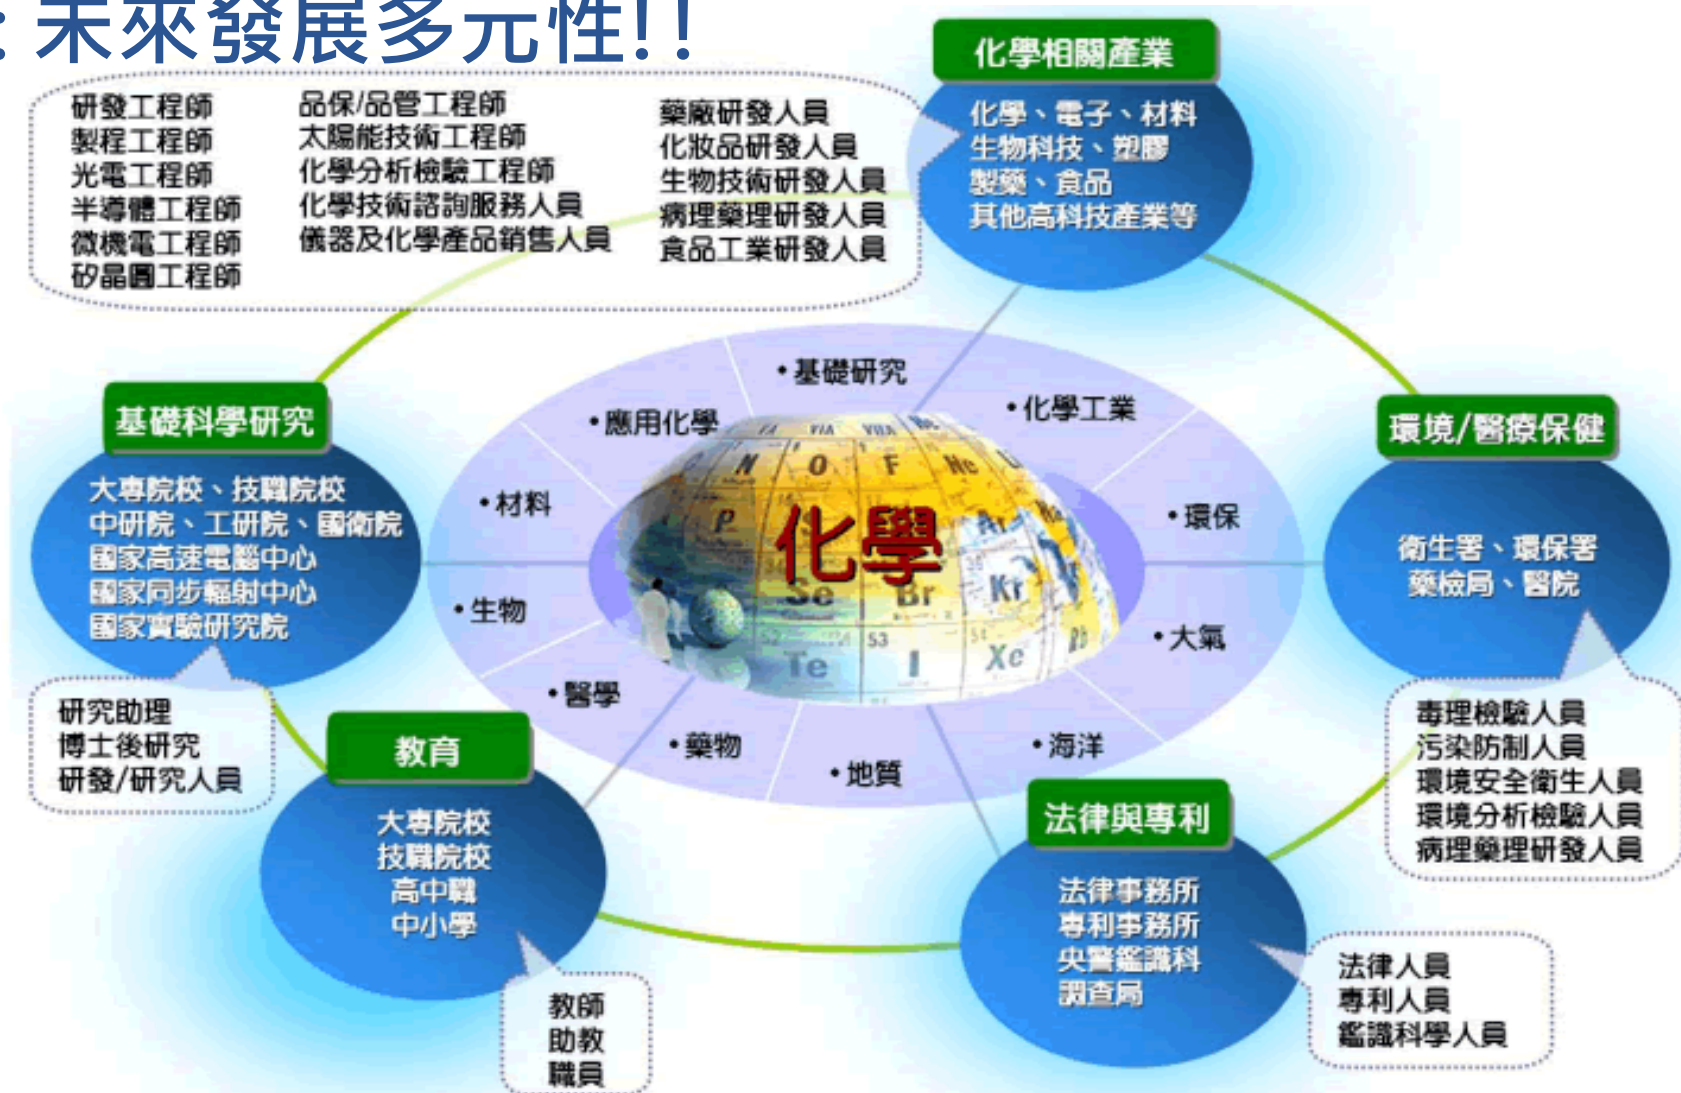 : 未來發展多元性!!
化學相關產業
化學、電子、材料
生物科技、塑膠
製藥、食品
其他高科技產業等
研發工程師
製程工程師
光電工程師
半導體工程師
微機電工程師
矽晶圓工程師
品保/品管工程師
太陽能技術工程師
化學分析檢驗工程師
化學技術諮詢服務人員
儀器及化學產品銷售人員
藥廠研發人員
化妝品研發人員
生物技術研發人員
病理藥理研發人員
食品工業研發人員
基礎科學研究
大專院校、技職院校
中研院、工研院、國衛院
國家高速電腦中心
國家同步輻射中心
國家實驗研究院
研究助理
博士後研究
研發/研究人員
•基礎研究
•應用化學
•化學工業
•材料
•環保
•生物
•大氣
•醫學
•藥物
•地質
•海洋
化學
VIA
VIIA
N
O
F
Ne
P
Ar
Se
Br
Kr
Te
53
I
54
Xe
Rb
環境/醫療保健
衛生署、環保署
藥檢局、醫院
毒理檢驗人員
污染防制人員
環境安全衛生人員
環境分析檢驗人員
病理藥理研發人員
教育
大專院校
技職院校
高中職
中小學
教師
助教
職員
法律與專利
法律事務所
專利事務所
央警鑑識科
調查局
法律人員
專利人員
鑑識科學人員